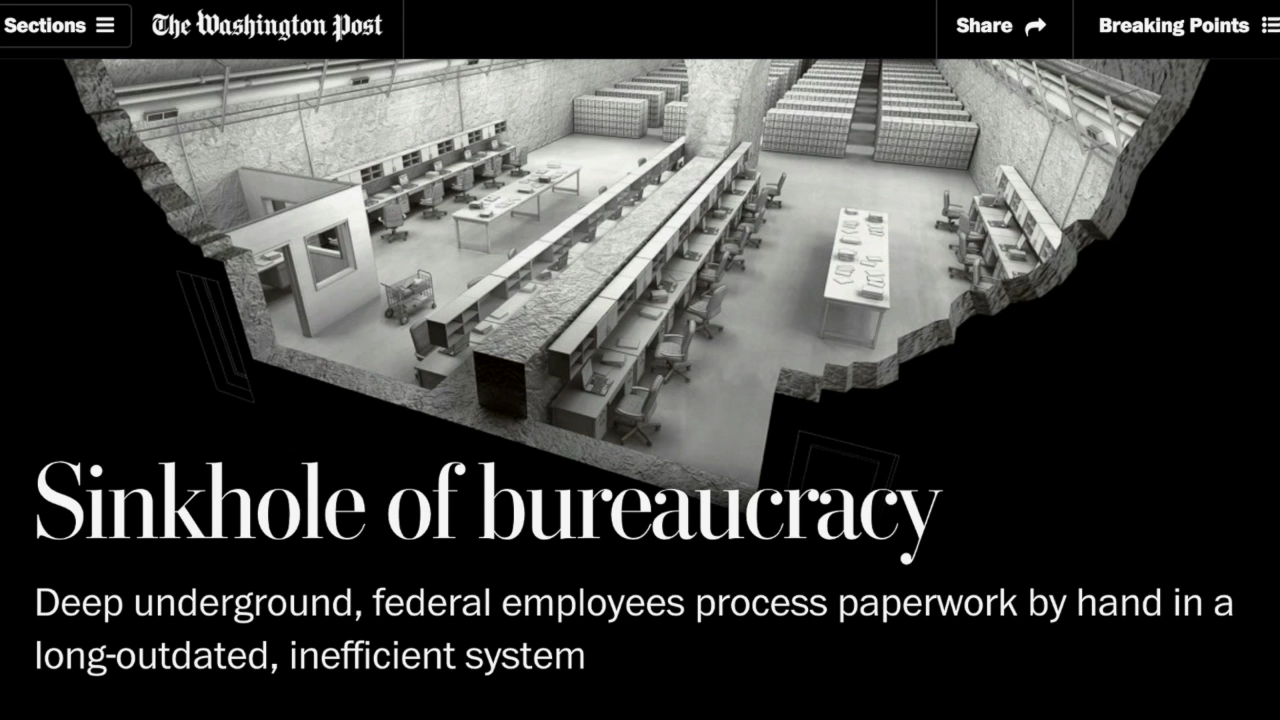 Sections
The Washington Post
Share
Breaking Points
Sinkhole of bureaucracy
Deep underground, federal employees process paperwork by hand in a
long-outdated, inefficient system